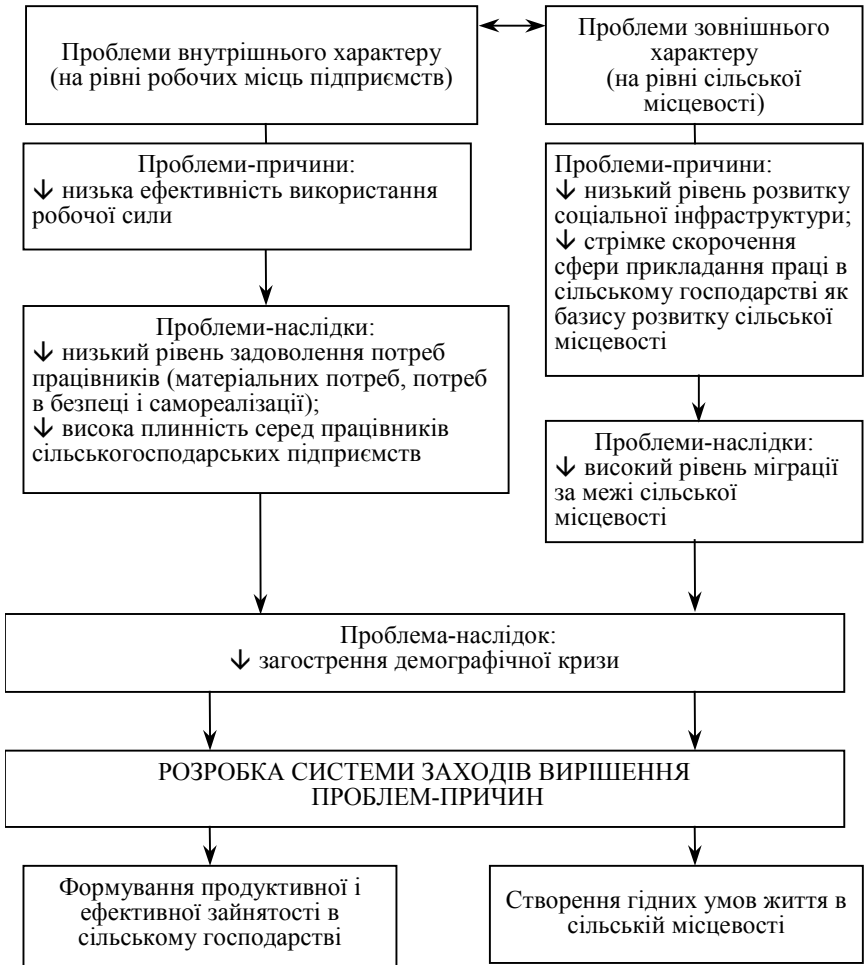 Проблеми внутрішнього характеру
(на рівні робочих місць підприємств)
Проблеми зовнішнього
характеру
(на рівні сільської
місцевості)
Проблеми-причини:
↓ низька ефективність використання
робочої сили
Проблеми-причини:
↓ низький рівень розвитку
соціальної інфраструктури;
↓ стрімке скорочення
сфери прикладання праці в
сільському господарстві як
базису розвитку сільської
місцевості
Проблеми-наслідки:
↓ низький рівень задоволення потреб
працівників (матеріальних потреб, потреб
в безпеці і самореалізації);
↓ висока плинність серед працівників
сільськогосподарських підприємств
Проблеми-наслідки:
↓ високий рівень міграції
за межі сільської
місцевості
Проблема-наслідок:
↓ загострення демографічної кризи
РОЗРОБКА СИСТЕМИ ЗАХОДІВ ВИРІШЕННЯ
ПРОБЛЕМ-ПРИЧИН
Формування продуктивної і
ефективної зайнятості в
сільському господарстві
Створення гідних умов життя в
сільській місцевості